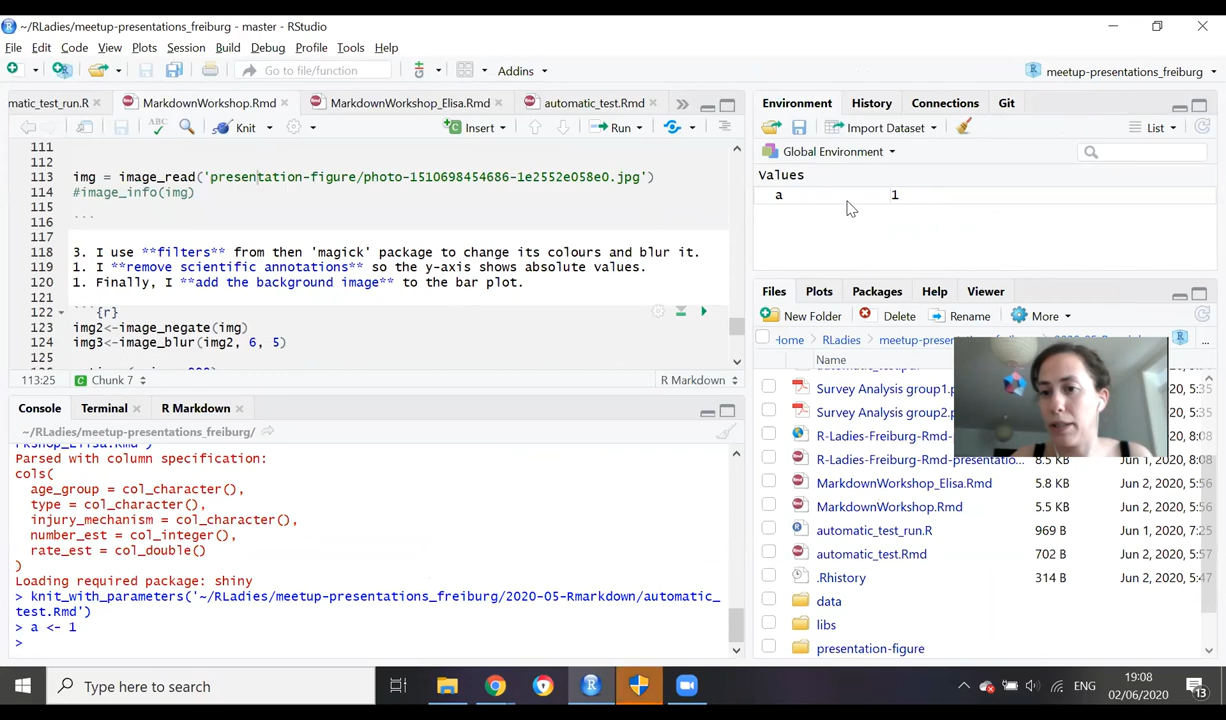 ~/RLadies/meetup-presentations_freiburg - master - RStudio
File Edit Code View Plots Session Build Debug Profile Tools Help
Go to file/function Addins meetup-presentations_freiburg
matic_test_run.R MarkdownWorkshop.Rmd MarkdownWorkshop_Elisa.Rmd automatic_test.Rmd
Knit Insert Run
111
112
113 img = image_read('presentation-figure/photo-1510698454686-1e2552e058e0.jpg')
114 #image_info(img)
115
116 ```
117
118 3. I use **filters** from then 'magick' package to change its colours and blur it.
119 1. I **remove scientific annotations** so the y-axis shows absolute values.
120 1. Finally, I **add the background image** to the bar plot.
121
122 ```{r}
123 img2<-image_negate(img)
124 img3<-image_blur(img2, 6, 5)
125
113:25 Chunk 7 R Markdown
Console Terminal R Markdown
~/RLadies/meetup-presentations_freiburg/
rkshop_Elisa.Rmd')
Parsed with column specification:
cols(
age_group = col_character(),
type = col_character(),
injury_mechanism = col_character(),
number_est = col_integer(),
rate_est = col_double()
)
Loading required package: shiny
> knit_with_parameters('~/RLadies/meetup-presentations_freiburg/2020-05-Rmarkdown/automatic_
test.Rmd')
> a <- 1
>
Environment History Connections Git
Import Dataset List
Global Environment
Values
a 1
Files Plots Packages Help Viewer
New Folder Delete Rename More
Home RLadies meetup-prese
Name
Survey Analysis group1.p 5:35
Survey Analysis group2.p 5:35
R-Ladies-Freiburg-Rmd- 8:08
R-Ladies-Freiburg-Rmd-presentatio... 8.5 KB Jun 1, 2020, 8:08
MarkdownWorkshop_Elisa.Rmd 5.8 KB Jun 2, 2020, 5:56
MarkdownWorkshop.Rmd 5.5 KB Jun 2, 2020, 5:56
automatic_test_run.R 969 B Jun 1, 2020, 7:25
automatic_test.Rmd 702 B Jun 2, 2020, 5:47
.Rhistory 314 B Jun 2, 2020, 5:35
data
libs
presentation-figure
Type here to search
ENG
19:08
02/06/2020
13